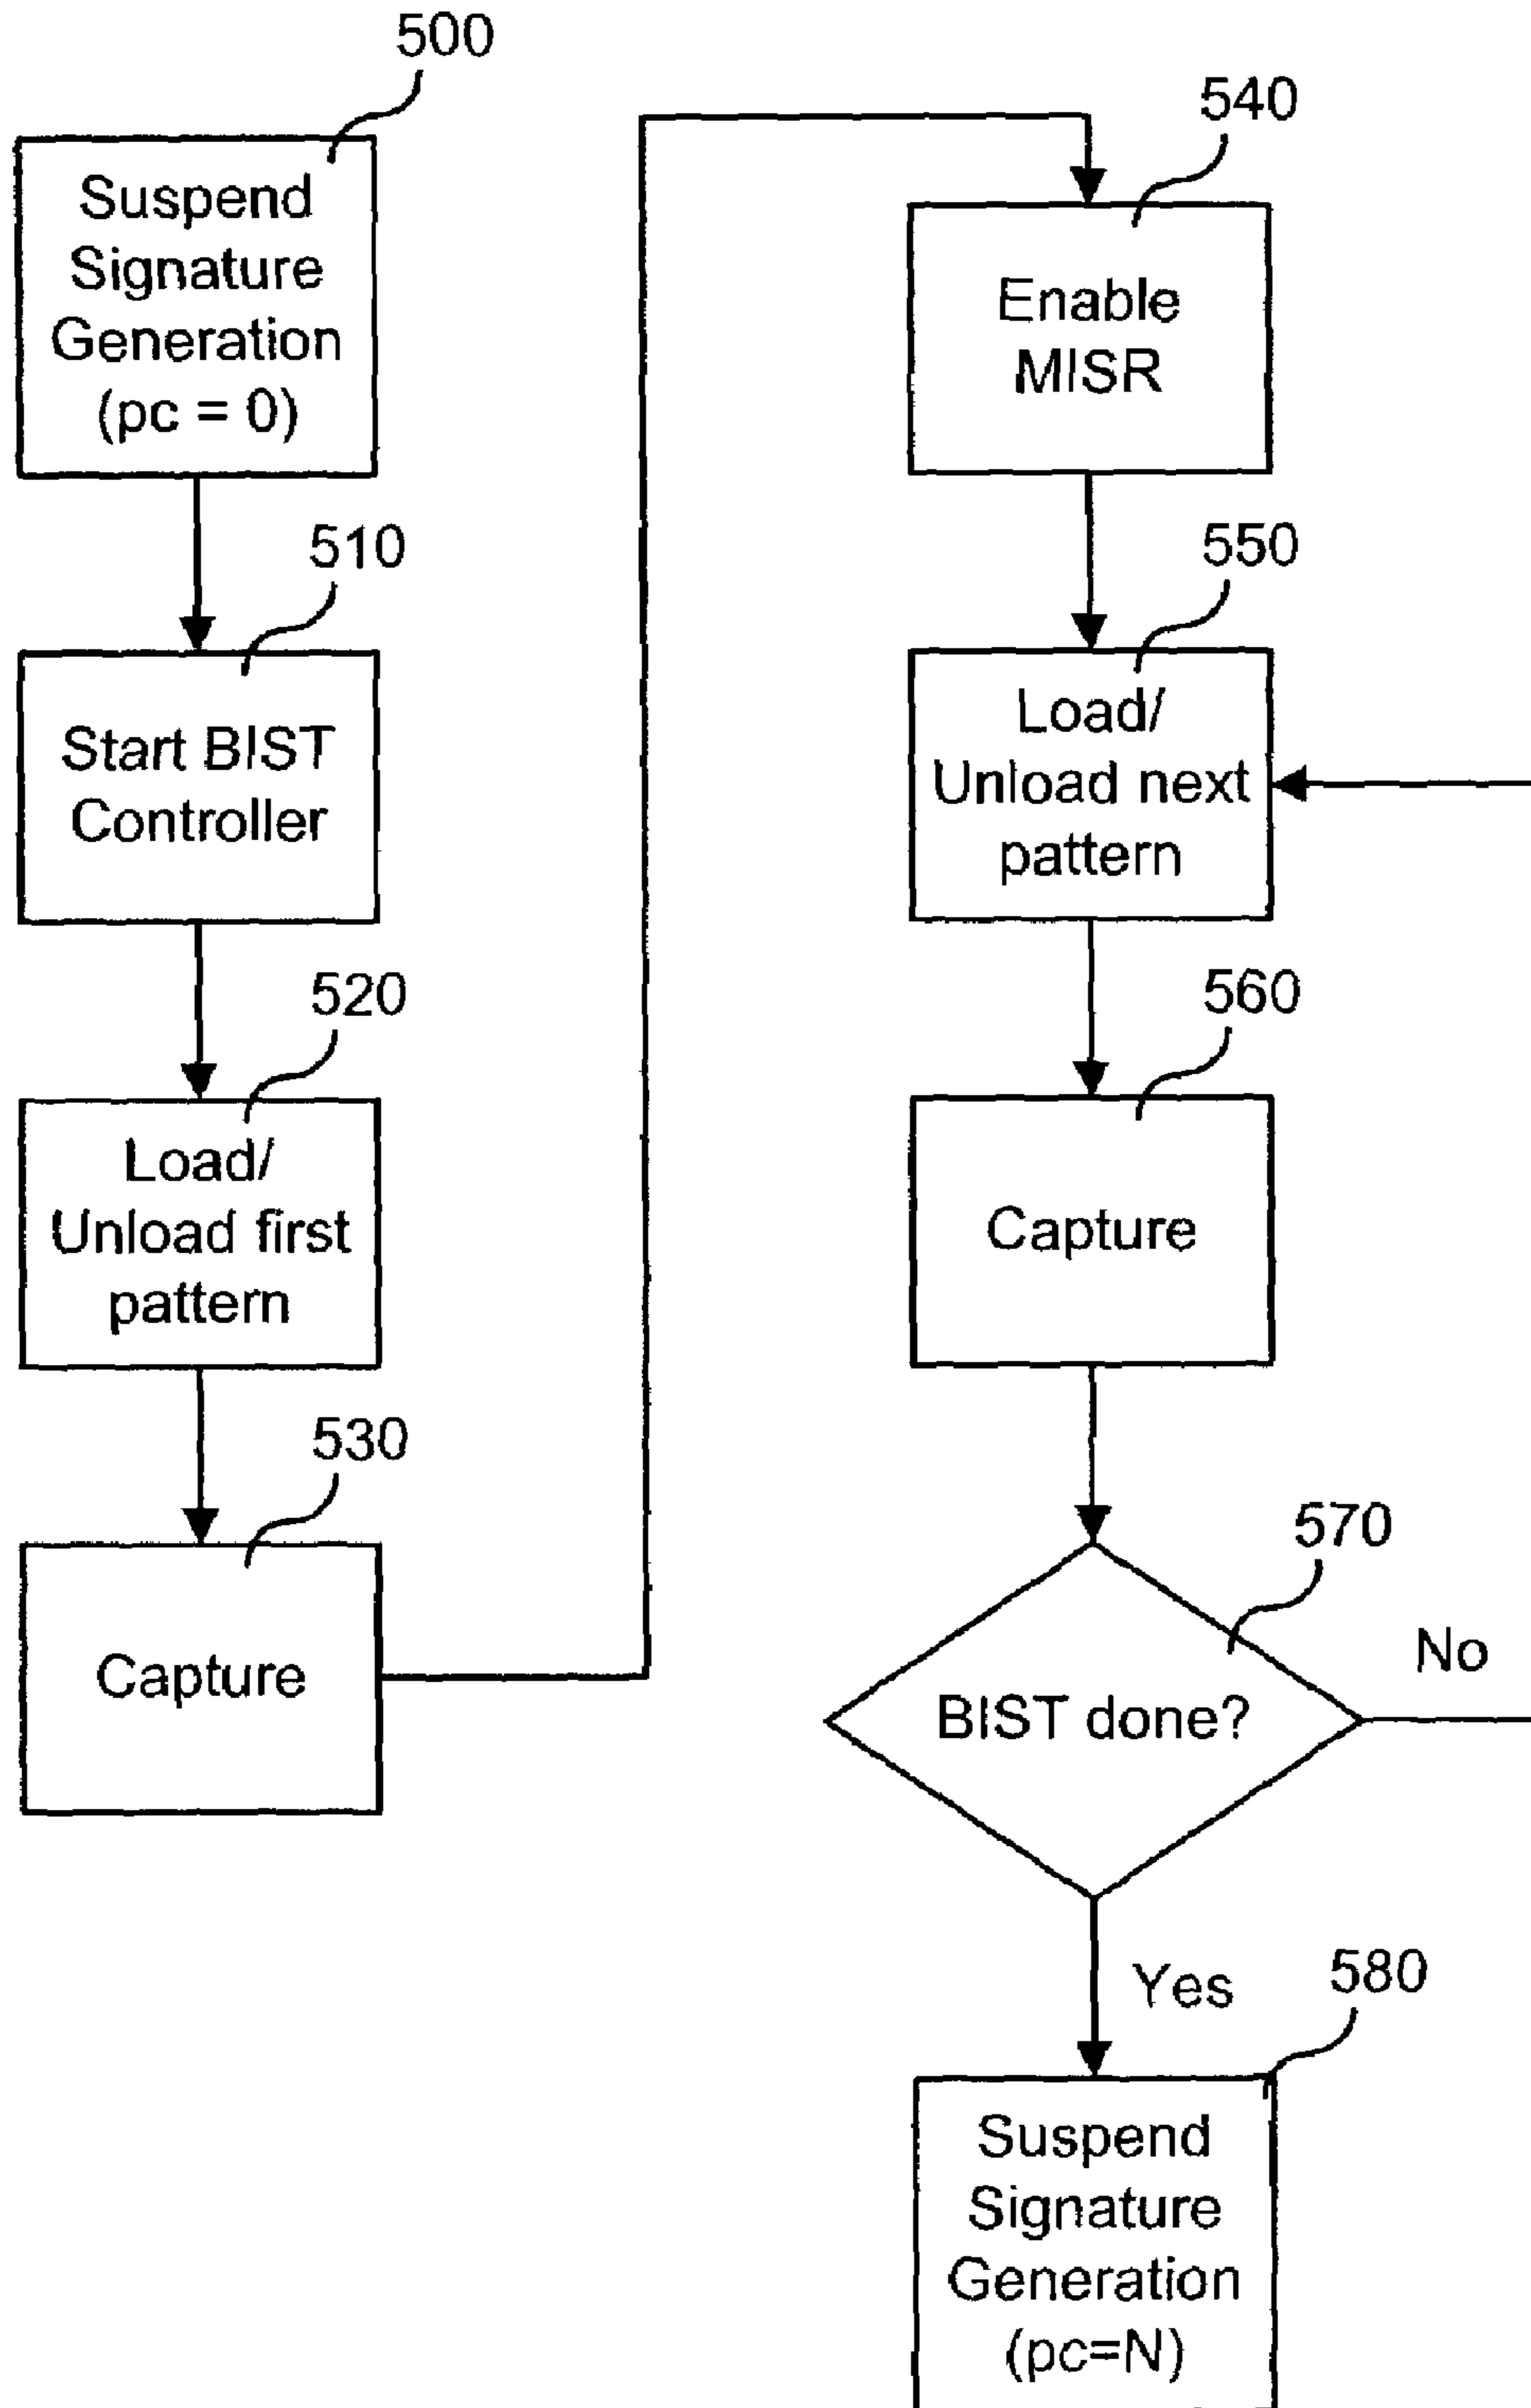 500
Suspend
Signature
Generation
(pc = 0)
510
Start BIST
Controller
520
Load/
Unload first
pattern
530
Capture
540
Enable
MISR
550
Load/
Unload next
pattern
560
Capture
570
BIST done?
No
Yes
580
Suspend
Signature
Generation
(pc=N)